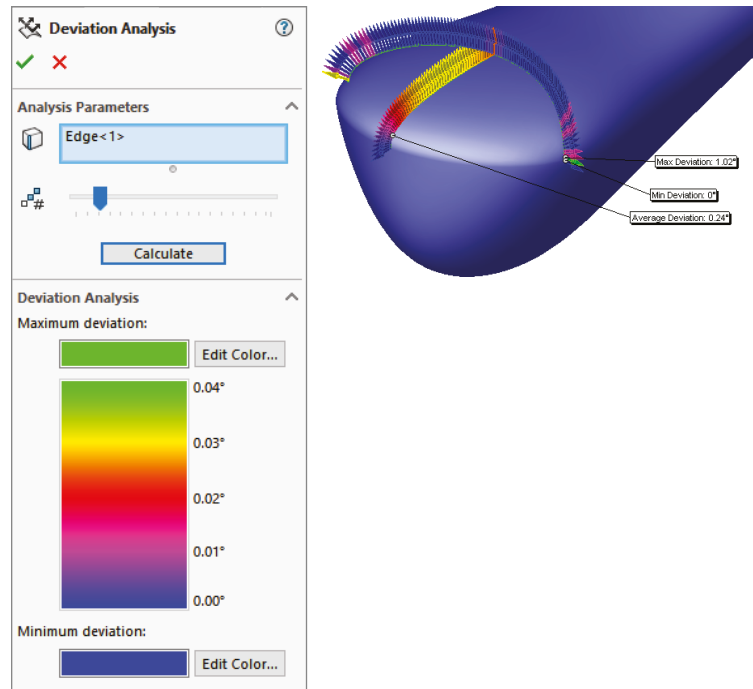 Deviation Analysis
?
Analysis Parameters
Edge<1>
#
Calculate
Deviation Analysis
Maximum deviation:
Edit Color...
0.04°
0.03°
0.02°
0.01°
0.00°
Minimum deviation:
Edit Color...
Max Deviation: 1.02°
Min Deviation: 0°
Average Deviation: 0.24°